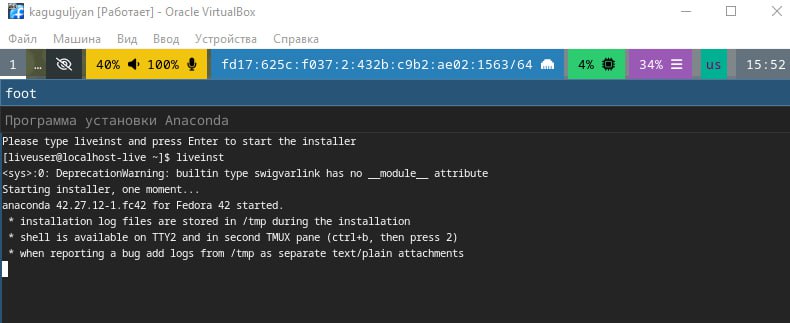 kaguguljyan [Работает] - Oracle VirtualBox
Файл Машина Вид Ввод Устройства Справка
1 ... 40% 100% fd17:625c:f037:2:432b:c9b2:ae02:1563/64 4% 34% us 15:52
foot
Программа установки Anaconda
Please type liveinst and press Enter to start the installer
[liveuser@localhost-live ~]$ liveinst
<sys>:0: DeprecationWarning: builtin type swigvarlink has no __module__ attribute
Starting installer, one moment...
anaconda 42.27.12-1.fc42 for Fedora 42 started.
* installation log files are stored in /tmp during the installation
* shell is available on TTY2 and in second TMUX pane (ctrl+b, then press 2)
* when reporting a bug add logs from /tmp as separate text/plain attachments